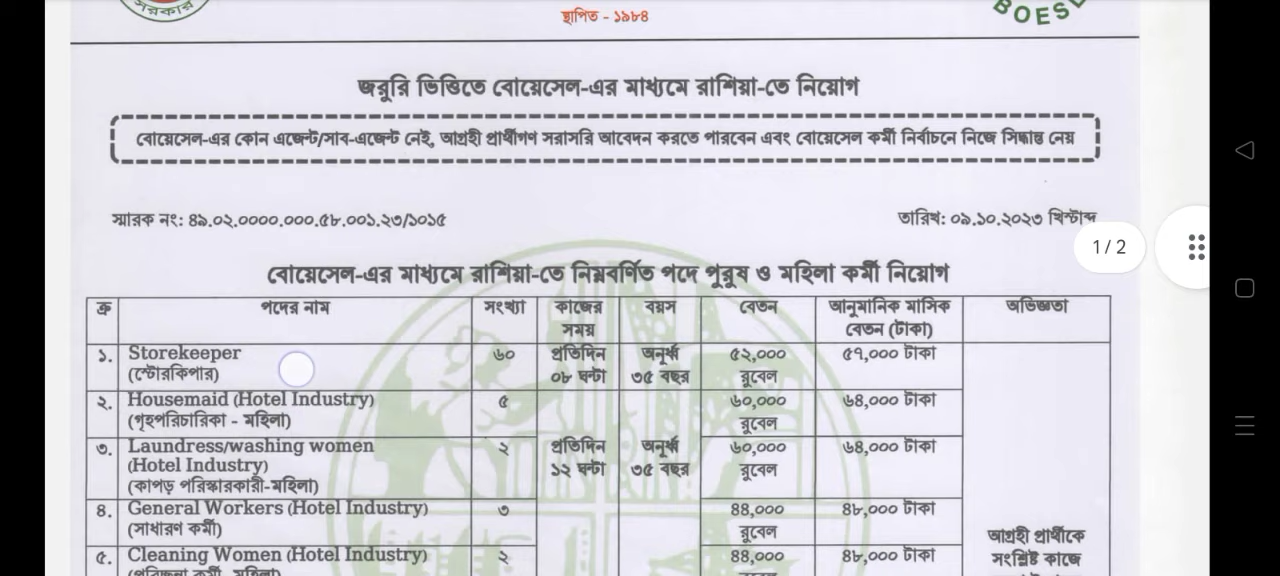 সরকার
স্থাপিত - ১৯৮৪
BOES
জরুরি ভিত্তিতে বোয়েসেল-এর মাধ্যমে রাশিয়া-তে নিয়োগ
বোয়েসেল-এর কোন এজেন্ট/সাব-এজেন্ট নেই, আগ্রহী প্রার্থীগণ সরাসরি আবেদন করতে পারবেন এবং বোয়েসেল কর্মী নির্বাচনে নিজে সিদ্ধান্ত নেয়
স্মারক নং: ৪৯.০২.০০০০.০০০.৫৮.০০১.২৩/১০১৫
তারিখ: ০৯.১০.২০২৩ খিস্টাব্দ
1 / 2
বোয়েসেল-এর মাধ্যমে রাশিয়া-তে নিম্নবর্ণিত পদে পুরুষ ও মহিলা কর্মী নিয়োগ
ক্র পদের নাম সংখ্যা কাজের বয়স বেতন আনুমানিক মাসিক অভিজ্ঞতা
সময় বেতন (টাকা)
১. Storekeeper ৬০ প্রতিদিন অনূর্ধ্ব ৫২,০০০ ৫৭,০০০ টাকা
(স্টোরকিপার) ০৮ ঘন্টা ৩৫ বছর রুবেল
২. Housemaid (Hotel Industry) ৫ ৬০,০০০ ৬৪,০০০ টাকা
(গৃহপরিচারিকা - মহিলা) রুবেল
৩. Laundress/washing women ২ প্রতিদিন অনূর্ধ্ব ৬০,০০০ ৬৪,০০০ টাকা
(Hotel Industry) ১২ ঘন্টা ৩৫ বছর রুবেল
(কাপড় পরিস্কারকারী-মহিলা)
৪. General Workers (Hotel Industry) ৩ ৪৪,০০০ ৪৮,০০০ টাকা
(সাধারণ কর্মী) রুবেল
আগ্রহী প্রার্থীকে
৫. Cleaning Women (Hotel Industry) ২ ৪৪,০০০ ৪৮,০০০ টাকা
সংশ্লিষ্ট কাজে